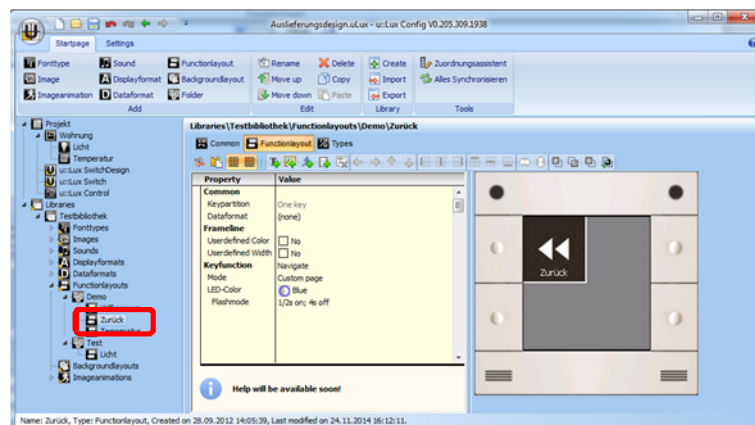 Auslieferungsdesign.uLux - u::Lux Config V0.205.309.1938
Startpage Settings
Fonttype Sound Functionlayout Rename Delete Create Zuordnungsassistent
Image Displayformat Backgroundlayout Move up Copy Import Alles Synchronisieren
Imageanimation Dataformat Folder Move down Paste Export
Add Edit Library Tools
Projekt
Wohnung
Licht
Temperatur
u::Lux SwitchDesign
u::Lux Switch
u::Lux Control
Libraries
Testbibliothek
Fonttypes
Images
Sounds
Displayformats
Dataformats
Functionlayouts
Demo
Zurück
Temperatur
Test
Licht
Backgroundlayouts
Imageanimations
Libraries\Testbibliothek\Functionlayouts\Demo\Zurück
Common Functionlayout Types
Property Value
Common
Keypartition One key
Dataformat (none)
Frameline
Userdefined Color No
Userdefined Width No
Keyfunction Navigate
Mode Custom page
LED-Color Blue
Flashmode 1/2s on; 4s off
Help will be available soon!
Zurück
Name: Zurück, Type: Functionlayout, Created on 28.09.2012 14:05:39, Last modified on 24.11.2014 16:12:11.